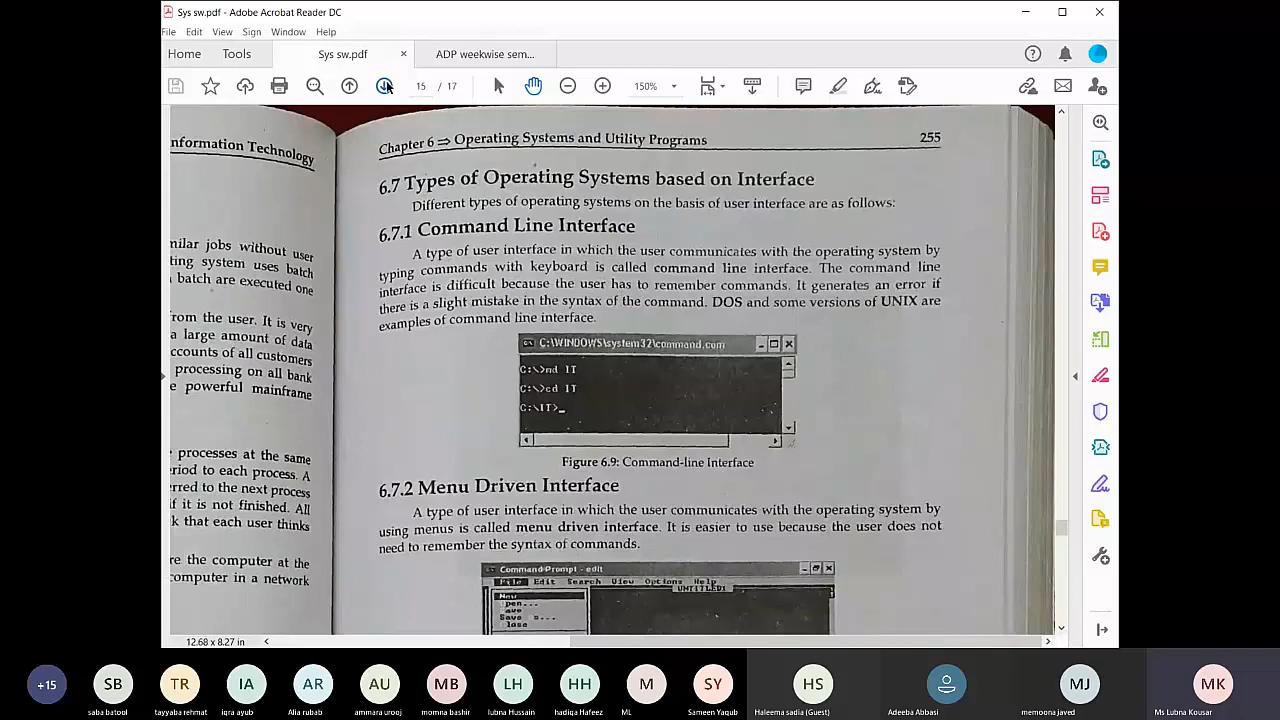 Sys sw.pdf - Adobe Acrobat Reader DC
File Edit View Sign Window Help
Home Tools Sys sw.pdf × ADP weekwise sem...
15 / 17 150%
nformation Technology
milar jobs without user
ting system uses batch
batch are executed one
from the user. It is very
a large amount of data
ccounts of all customers
processing on all bank
e powerful mainframe
processes at the same
riod to each process. A
rred to the next process
if it is not finished. All
k that each user thinks
re the computer at the
computer in a network
Chapter 6 ⇒ Operating Systems and Utility Programs 255
6.7 Types of Operating Systems based on Interface
Different types of operating systems on the basis of user interface are as follows:
6.7.1 Command Line Interface
A type of user interface in which the user communicates with the operating system by
typing commands with keyboard is called command line interface. The command line
interface is difficult because the user has to remember commands. It generates an error if
there is a slight mistake in the syntax of the command. DOS and some versions of UNIX are
examples of command line interface.
C:\WINDOWS\system32\command.com
C:\>md IT
C:\>cd IT
C:\IT>_
Figure 6.9: Command-line Interface
6.7.2 Menu Driven Interface
A type of user interface in which the user communicates with the operating system by
using menus is called menu driven interface. It is easier to use because the user does not
need to remember the syntax of commands.
Command Prompt - edit
File Edit Search View Options Help
UNTITLED1
New
Open...
Save
Save As...
Close
12.68 x 8.27 in
+15 SB TR IA AR AU MB LH HH M SY HS MJ MK
saba batool tayyaba rehmat iqra ayub Alia rubab ammara urooj momna bashir lubna Hussain hadiqa Hafeez ML Sameen Yaqub Haleema sadia (Guest) Adeeba Abbasi memoona javed Ms Lubna Kousar